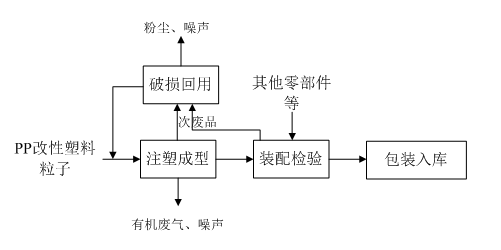 粉尘、噪声
破损回用
其他零部件
等
次废品
PP改性塑料
粒子
注塑成型
装配检验
包装入库
有机废气、噪声